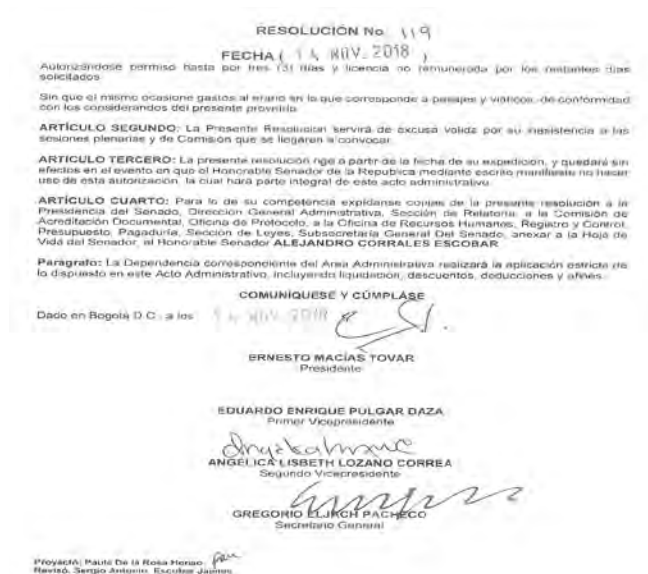 RESOLUCIÓN No 119
FECHA ( 14 NOV. 2018 )
Autorizándose permiso hasta por tres (3) días y licencia no remunerada por los restantes días
solicitados
Sin que el mismo ocasione gastos al erario en lo que corresponde a pasajes y viáticos, de conformidad
con los considerandos del presente proveído
ARTÍCULO SEGUNDO: La Presente Resolución servirá de excusa válida por su inasistencia a las
sesiones plenarias y de Comisión que se llegaren a convocar
ARTICULO TERCERO: La presente resolución rige a partir de la fecha de su expedición, y quedará sin
efectos en el evento en que el Honorable Senador de la República mediante escrito manifieste no hacer
uso de esta autorización, la cual hará parte integral de este acto administrativo.
ARTÍCULO CUARTO: Para lo de su competencia expídanse copias de la presente resolución a la
Presidencia del Senado, Dirección General Administrativa, Sección de Relatoría, a la Comisión de
Acreditación Documental, Oficina de Protocolo, a la Oficina de Recursos Humanos, Registro y Control,
Presupuesto, Pagaduría, Sección de Leyes, Subsecretaría General Del Senado, anexar a la Hoja de
Vida del Senador, al Honorable Senador ALEJANDRO CORRALES ESCOBAR
Paragrafo: La Dependencia correspondiente del Area Administrativa realizará la aplicación estricta de
lo dispuesto en este Acto Administrativo, incluyendo liquidación, descuentos, deducciones y afines.
COMUNÍQUESE Y CÚMPLASE
Dado en Bogotá D.C., a los 14 NOV 2018
ERNESTO MACÍAS TOVAR
Presidente
EDUARDO ENRIQUE PULGAR DAZA
Primer Vicepresidente
ANGÉLICA LISBETH LOZANO CORREA
Segundo Vicepresidente
GREGORIO ELJACH PACHECO
Secretario General
Proyectó: Paula De la Rosa Henao
Revisó. Sergio Antonio. Escobar Jaimes